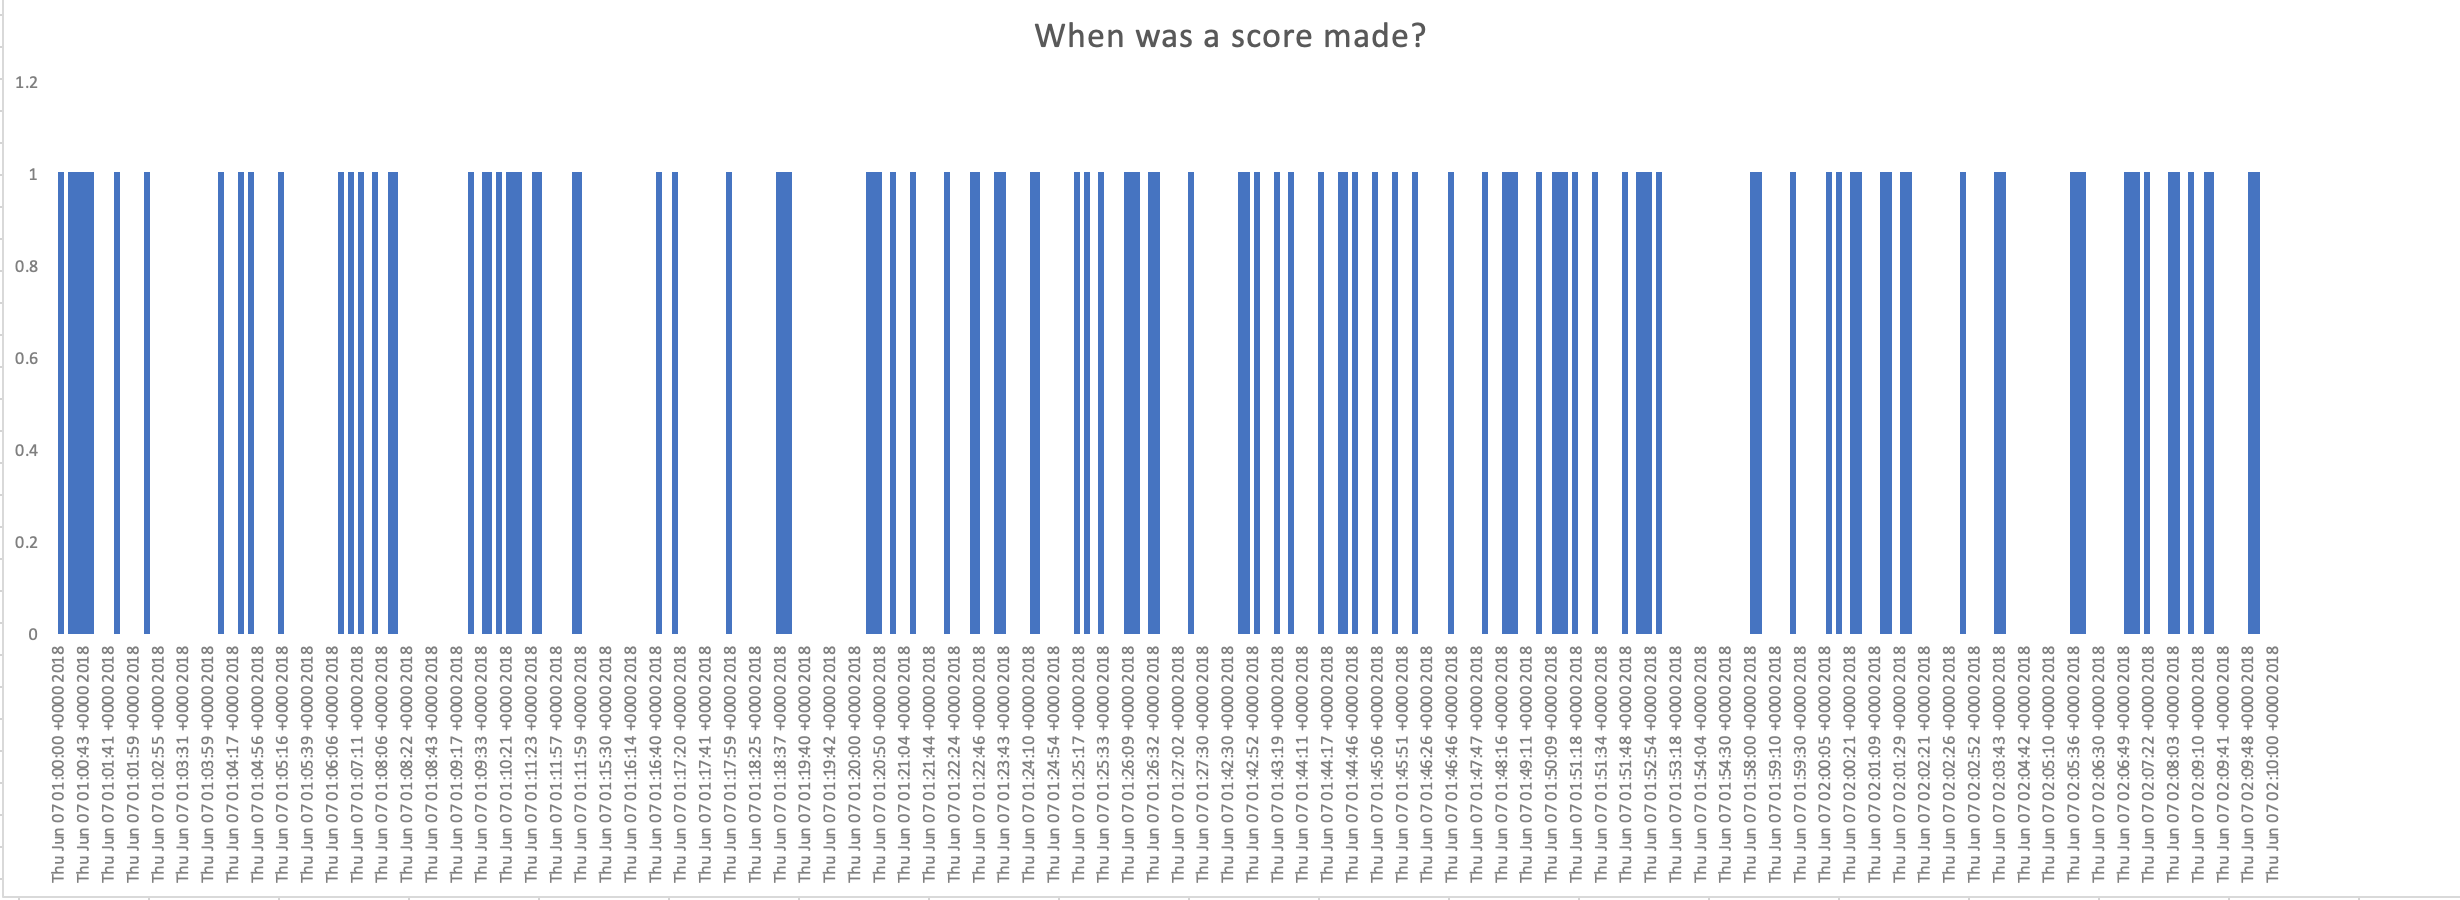 When was a score made?
1.2
1
0.8
0.6
0.4
0.2
0
Thu Jun 07 01:00:00 +0000 2018
Thu Jun 07 01:00:43 +0000 2018
Thu Jun 07 01:01:41 +0000 2018
Thu Jun 07 01:01:59 +0000 2018
Thu Jun 07 01:02:55 +0000 2018
Thu Jun 07 01:03:31 +0000 2018
Thu Jun 07 01:03:59 +0000 2018
Thu Jun 07 01:04:17 +0000 2018
Thu Jun 07 01:04:56 +0000 2018
Thu Jun 07 01:05:16 +0000 2018
Thu Jun 07 01:05:39 +0000 2018
Thu Jun 07 01:06:06 +0000 2018
Thu Jun 07 01:07:11 +0000 2018
Thu Jun 07 01:08:06 +0000 2018
Thu Jun 07 01:08:22 +0000 2018
Thu Jun 07 01:08:43 +0000 2018
Thu Jun 07 01:09:17 +0000 2018
Thu Jun 07 01:09:33 +0000 2018
Thu Jun 07 01:10:21 +0000 2018
Thu Jun 07 01:11:23 +0000 2018
Thu Jun 07 01:11:57 +0000 2018
Thu Jun 07 01:11:59 +0000 2018
Thu Jun 07 01:15:30 +0000 2018
Thu Jun 07 01:16:14 +0000 2018
Thu Jun 07 01:16:40 +0000 2018
Thu Jun 07 01:17:20 +0000 2018
Thu Jun 07 01:17:41 +0000 2018
Thu Jun 07 01:17:59 +0000 2018
Thu Jun 07 01:18:25 +0000 2018
Thu Jun 07 01:18:37 +0000 2018
Thu Jun 07 01:19:40 +0000 2018
Thu Jun 07 01:19:42 +0000 2018
Thu Jun 07 01:20:00 +0000 2018
Thu Jun 07 01:20:50 +0000 2018
Thu Jun 07 01:21:04 +0000 2018
Thu Jun 07 01:21:44 +0000 2018
Thu Jun 07 01:22:24 +0000 2018
Thu Jun 07 01:22:46 +0000 2018
Thu Jun 07 01:23:43 +0000 2018
Thu Jun 07 01:24:10 +0000 2018
Thu Jun 07 01:24:54 +0000 2018
Thu Jun 07 01:25:17 +0000 2018
Thu Jun 07 01:25:33 +0000 2018
Thu Jun 07 01:26:09 +0000 2018
Thu Jun 07 01:26:32 +0000 2018
Thu Jun 07 01:27:02 +0000 2018
Thu Jun 07 01:27:30 +0000 2018
Thu Jun 07 01:42:30 +0000 2018
Thu Jun 07 01:42:52 +0000 2018
Thu Jun 07 01:43:19 +0000 2018
Thu Jun 07 01:44:11 +0000 2018
Thu Jun 07 01:44:17 +0000 2018
Thu Jun 07 01:44:46 +0000 2018
Thu Jun 07 01:45:06 +0000 2018
Thu Jun 07 01:45:51 +0000 2018
Thu Jun 07 01:46:26 +0000 2018
Thu Jun 07 01:46:46 +0000 2018
Thu Jun 07 01:47:47 +0000 2018
Thu Jun 07 01:48:16 +0000 2018
Thu Jun 07 01:49:11 +0000 2018
Thu Jun 07 01:50:09 +0000 2018
Thu Jun 07 01:51:18 +0000 2018
Thu Jun 07 01:51:34 +0000 2018
Thu Jun 07 01:51:48 +0000 2018
Thu Jun 07 01:52:54 +0000 2018
Thu Jun 07 01:53:18 +0000 2018
Thu Jun 07 01:54:04 +0000 2018
Thu Jun 07 01:54:30 +0000 2018
Thu Jun 07 01:58:00 +0000 2018
Thu Jun 07 01:59:10 +0000 2018
Thu Jun 07 01:59:30 +0000 2018
Thu Jun 07 02:00:05 +0000 2018
Thu Jun 07 02:00:21 +0000 2018
Thu Jun 07 02:01:09 +0000 2018
Thu Jun 07 02:01:29 +0000 2018
Thu Jun 07 02:02:21 +0000 2018
Thu Jun 07 02:02:26 +0000 2018
Thu Jun 07 02:02:52 +0000 2018
Thu Jun 07 02:03:43 +0000 2018
Thu Jun 07 02:04:42 +0000 2018
Thu Jun 07 02:05:10 +0000 2018
Thu Jun 07 02:05:36 +0000 2018
Thu Jun 07 02:06:30 +0000 2018
Thu Jun 07 02:06:49 +0000 2018
Thu Jun 07 02:07:22 +0000 2018
Thu Jun 07 02:08:03 +0000 2018
Thu Jun 07 02:09:10 +0000 2018
Thu Jun 07 02:09:41 +0000 2018
Thu Jun 07 02:09:48 +0000 2018
Thu Jun 07 02:10:00 +0000 2018